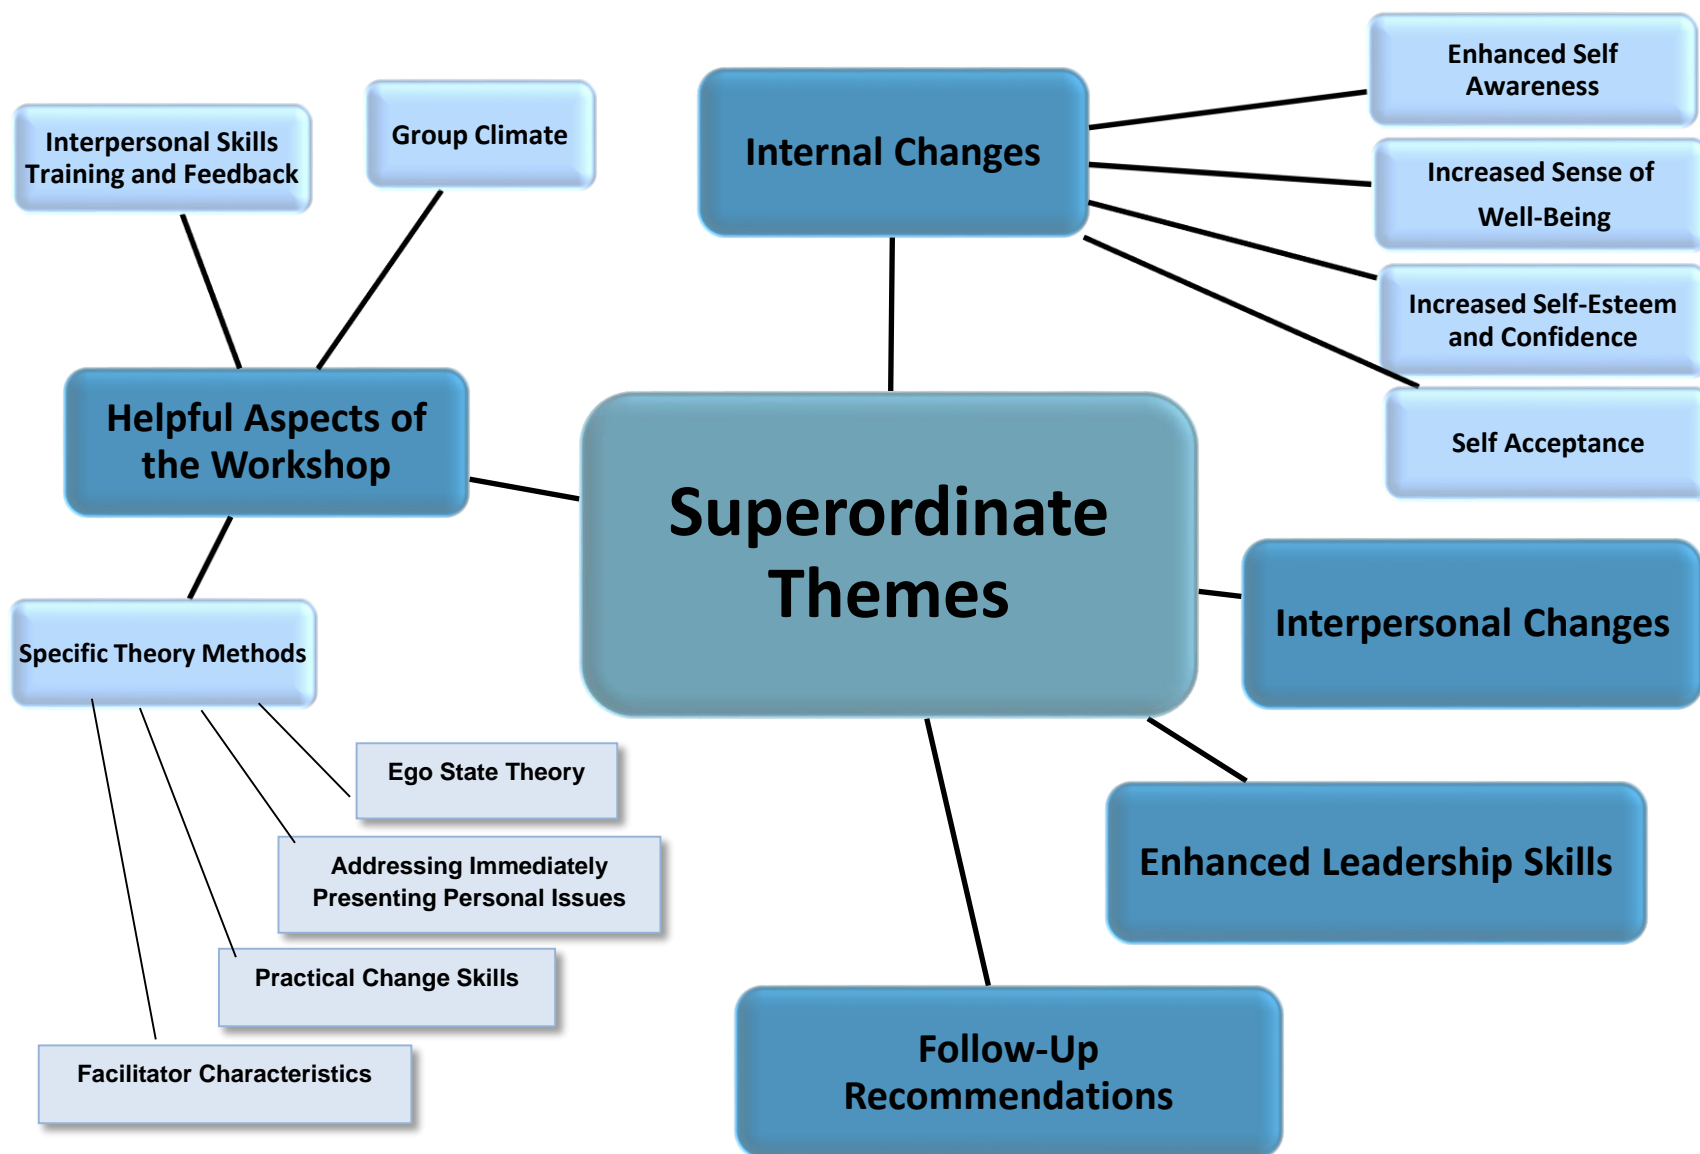 Enhanced Self
Awareness
Interpersonal Skills
Training and Feedback
Group Climate
Internal Changes
Increased Sense of
Well-Being
Increased Self-Esteem
and Confidence
Self Acceptance
Helpful Aspects of
the Workshop
Superordinate
Themes
Interpersonal Changes
Specific Theory Methods
Ego State Theory
Addressing Immediately
Presenting Personal Issues
Enhanced Leadership Skills
Practical Change Skills
Facilitator Characteristics
Follow-Up
Recommendations